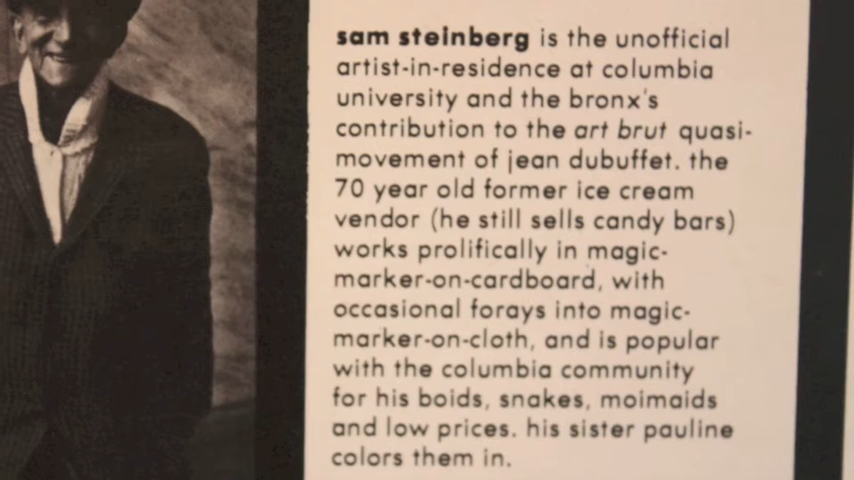 sam steinberg is the unofficial
artist-in-residence at columbia
university and the bronx's
contribution to the art brut quasi-
movement of jean dubuffet. the
70 year old former ice cream
vendor (he still sells candy bars)
works prolifically in magic-
marker-on-cardboard, with
occasional forays into magic-
marker-on-cloth, and is popular
with the columbia community
for his boids, snakes, moimaids
and low prices. his sister pauline
colors them in.